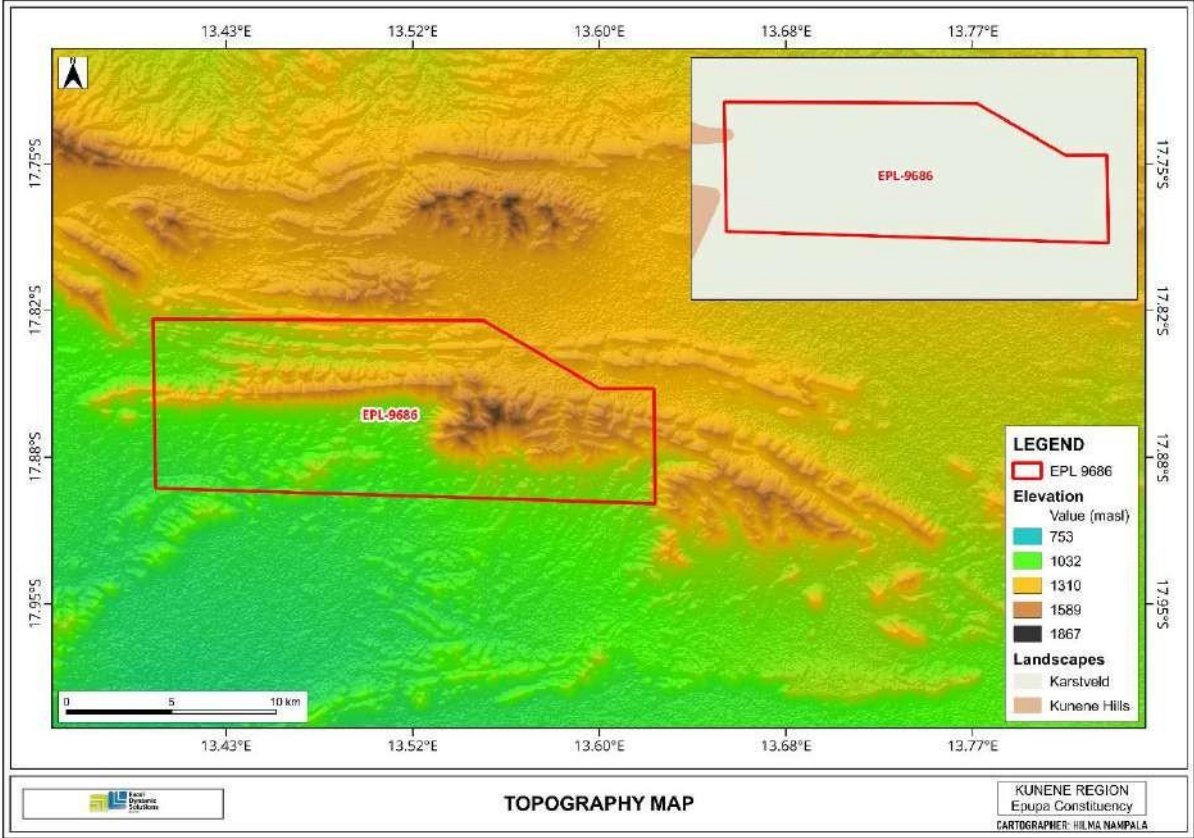 13.43°E 13.52°E 13.60°E 13.68°E 13.77°E
N
17.75°S
17.82°S
17.88°S
17.95°S
EPL-9686
EPL-9686
17.75°S
17.82°S
17.88°S
17.95°S
LEGEND
EPL 9686
Elevation
Value (masl)
753
1032
1310
1589
1867
Landscapes
Karstveld
Kunene Hills
0 5 10 km
13.43°E 13.52°E 13.60°E 13.68°E 13.77°E
Excel
Dynamic
Solutions
TOPOGRAPHY MAP
KUNENE REGION
Epupa Constituency
CARTOGRAPHER: HILMA NAMPALA